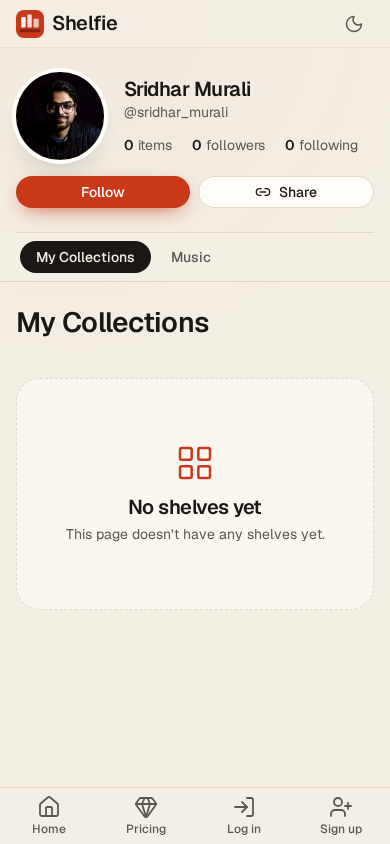 Shelfie
Sridhar Murali
@sridhar_murali
0 items 0 followers 0 following
Follow
Share
My Collections
Music
My Collections
No shelves yet
This page doesn't have any shelves yet.
Home
Pricing
Log in
Sign up